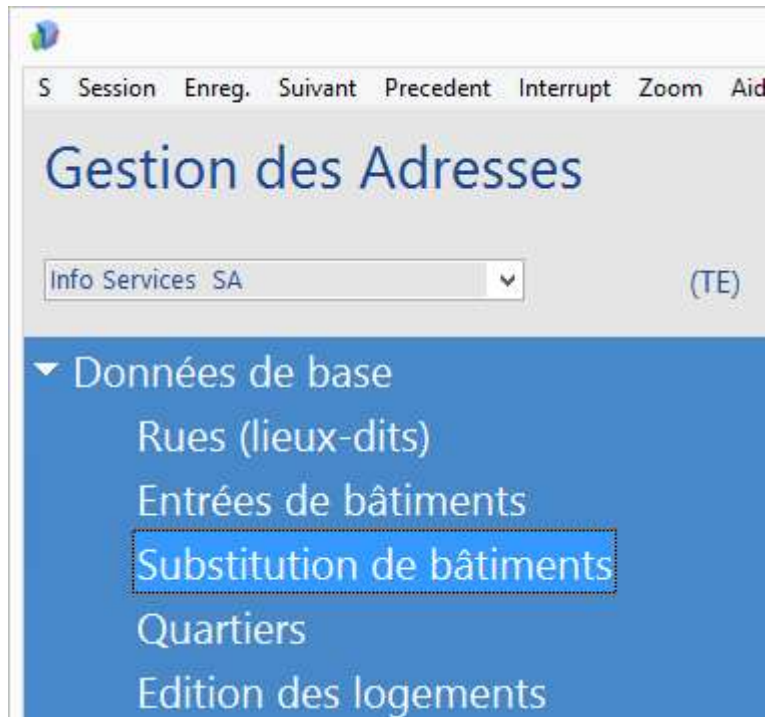 S Session Enreg. Suivant Precedent Interrupt Zoom Aid
Gestion des Adresses
Info Services SA (TE)
Données de base
Rues (lieux-dits)
Entrées de bâtiments
Substitution de bâtiments
Quartiers
Edition des logements